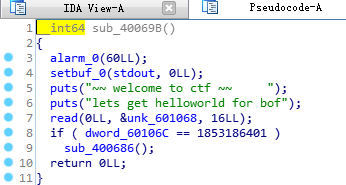 IDA View-A Pseudocode-A
1 __int64 sub_40069B()
2 {
3 alarm_0(60LL);
4 setbuf_0(stdout, 0LL);
5 puts("~~ welcome to ctf ~~     ");
6 puts("lets get helloworld for bof");
7 read(0LL, &unk_601068, 16LL);
8 if ( dword_60106C == 1853186401 )
9 sub_400686();
10 return 0LL;
11 }